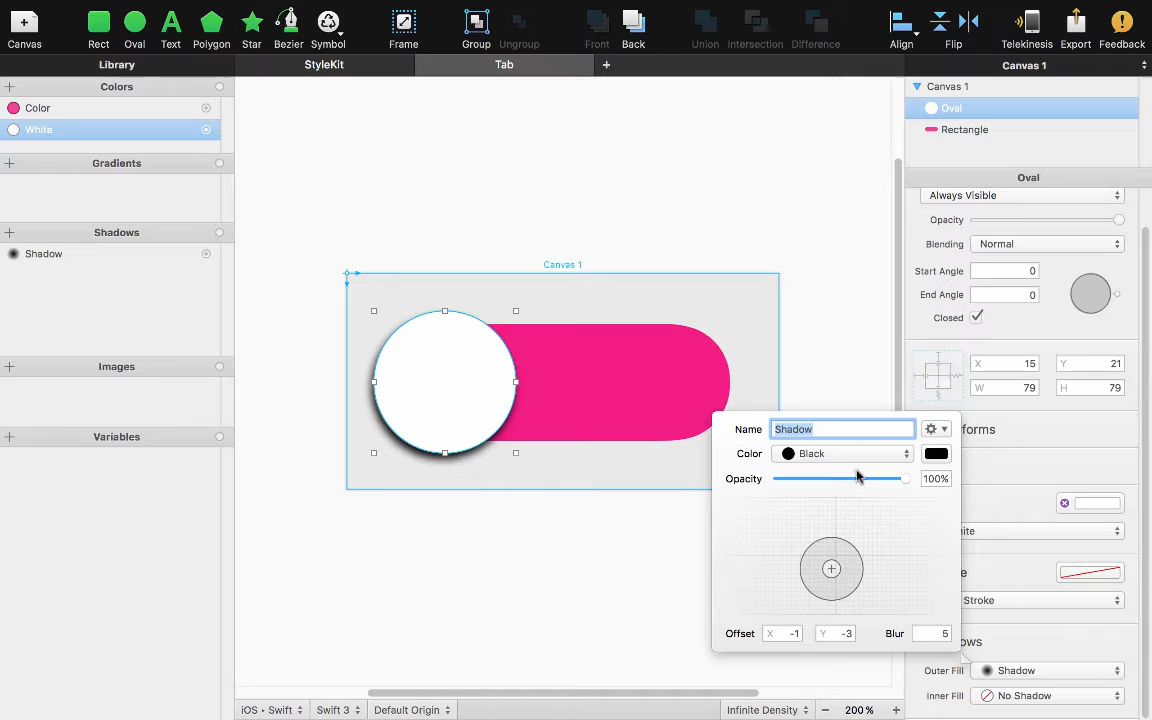 Canvas
Rect
Oval
Text
Polygon
Star
Bezier
Symbol
Frame
Group
Ungroup
Front
Back
Union
Intersection
Difference
Align
Flip
Telekinesis
Export
Feedback
Library
StyleKit
Tab
+
Canvas 1
Colors
Color
White
Gradients
Shadows
Shadow
Images
Variables
Canvas 1
Canvas 1
Oval
Rectangle
Oval
Always Visible
Opacity
Blending Normal
Start Angle 0
End Angle 0
Closed
X 15 Y 21
W 79 H 79
orms
ite
e
Stroke
ows
Outer Fill Shadow
Inner Fill No Shadow
Name Shadow
Color Black
Opacity 100%
Offset X -1 Y -3 Blur 5
iOS ▸ Swift
Swift 3
Default Origin
Infinite Density
− 200% +